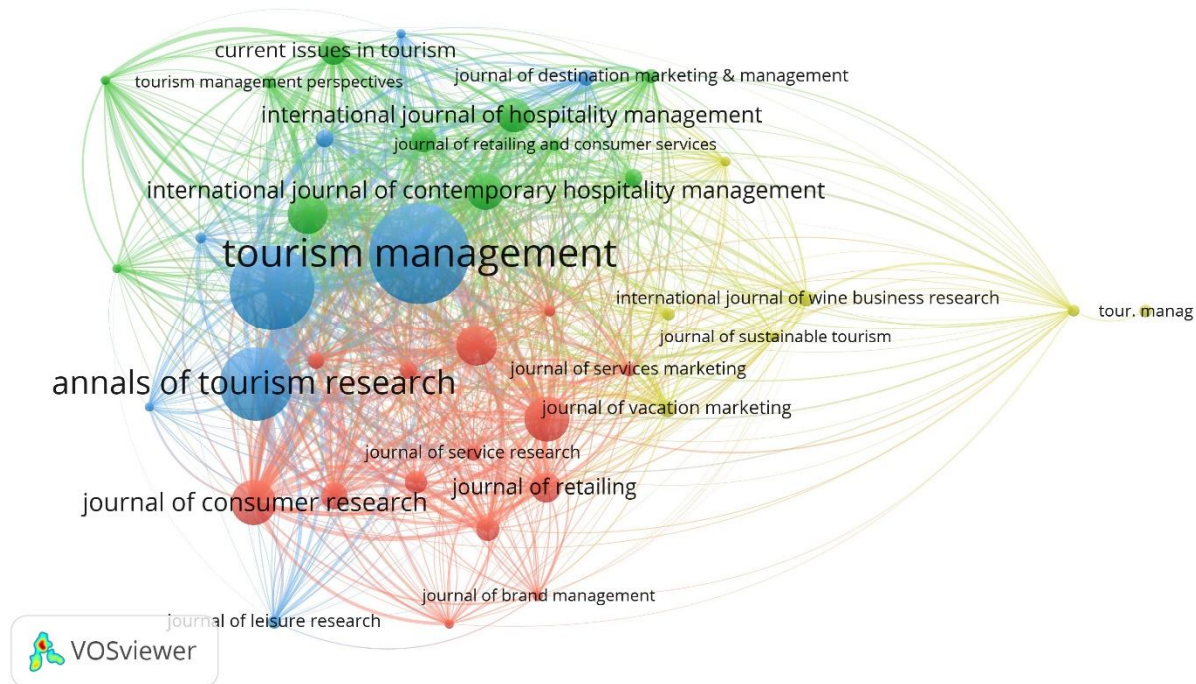 current issues in tourism
tourism management perspectives
journal of destination marketing & management
international journal of hospitality management
journal of retailing and consumer services
international journal of contemporary hospitality management
tourism management
international journal of wine business research
tour. manag
journal of sustainable tourism
journal of services marketing
annals of tourism research
journal of vacation marketing
journal of service research
journal of retailing
journal of consumer research
journal of brand management
journal of leisure research
VOSviewer